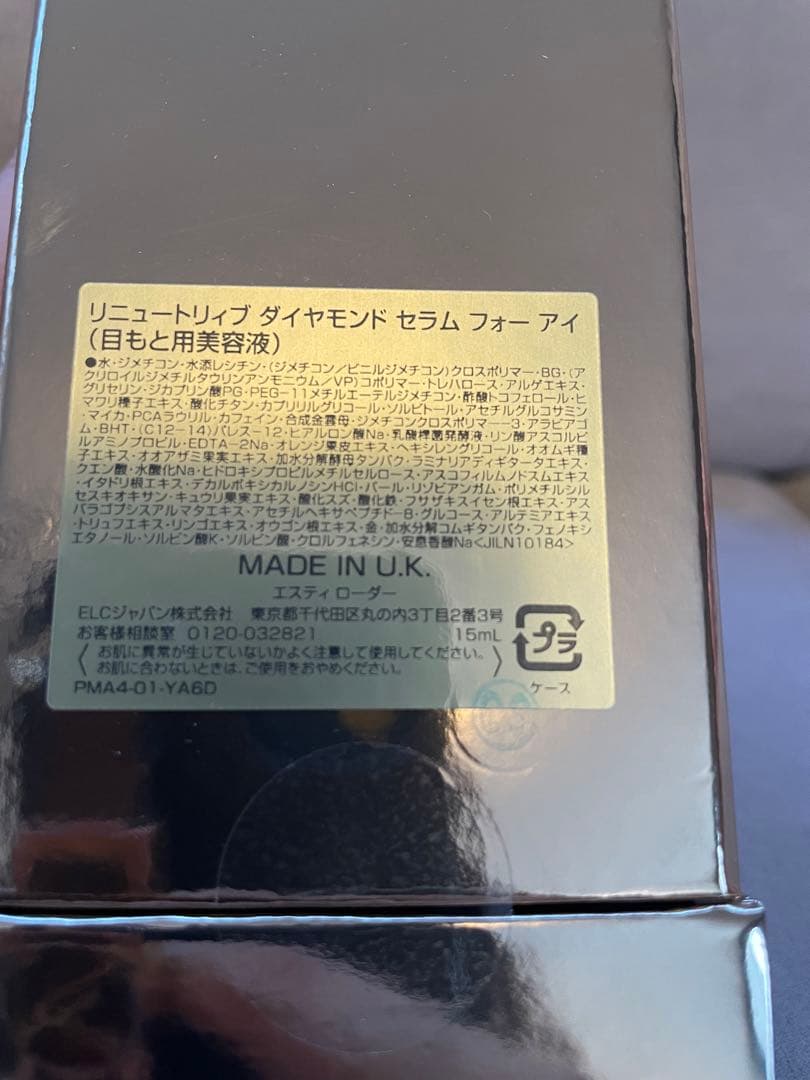 リニュートリィブ ダイヤモンド セラム フォー アイ
(目もと用美容液)
●水・ジメチコン・水添レシチン・(ジメチコン/ビニルジメチコン)クロスポリマー・BG・(ア
クリロイルジメチルタウリンアンモニウム/VP)コポリマー・トレハロース・アルゲエキス・
グリセリン・ジカプリン酸PG・PEG-11メチルエーテルジメチコン・酢酸トコフェロール・ヒ
マワリ種子エキス・酸化チタン・カプリリルグリコール・ソルビトール・アセチルグルコサミン
・マイカ・PCAラウリル・カフェイン・合成金雲母・ジメチコンクロスポリマー-3・アラビアゴ
ム・BHT・(C12-14)パレス-12・ヒアルロン酸Na・乳酸桿菌発酵液・リン酸アスコルビ
ルアミノプロピル・EDTA-2Na・オレンジ果皮エキス・ヘキシレングリコール・オオムギ種
子エキス・オオアザミ果実エキス・加水分解酵母タンパク・ラミナリアディギタータエキス・
クエン酸・水酸化Na・ヒドロキシプロピルメチルセルロース・アスコフィルムノドスムエキス
・イタドリ根エキス・デカルボキシカルノシンHCl・パール・リゾビアンガム・ポリメチルシル
セスキオキサン・キュウリ果実エキス・酸化スズ・酸化鉄・フサザキスイセン根エキス・アス
パラゴプシスアルマタエキス・アセチルヘキサペプチド-8・グルコース・アルテミアエキス
・トリュフエキス・リンゴエキス・オウゴン根エキス・金・加水分解コムギタンパク・フェノキシ
エタノール・ソルビン酸K・ソルビン酸・クロルフェネシン・安息香酸Na<JILN10184>
MADE IN U.K.
エスティ ローダー
ELCジャパン株式会社 東京都千代田区丸の内3丁目2番3号
お客様相談室 0120-032821 15mL
お肌に異常が生じていないかよく注意して使用してください。
お肌に合わないときは、ご使用をおやめください。
プラ
PMA4-01-YA6D ケース